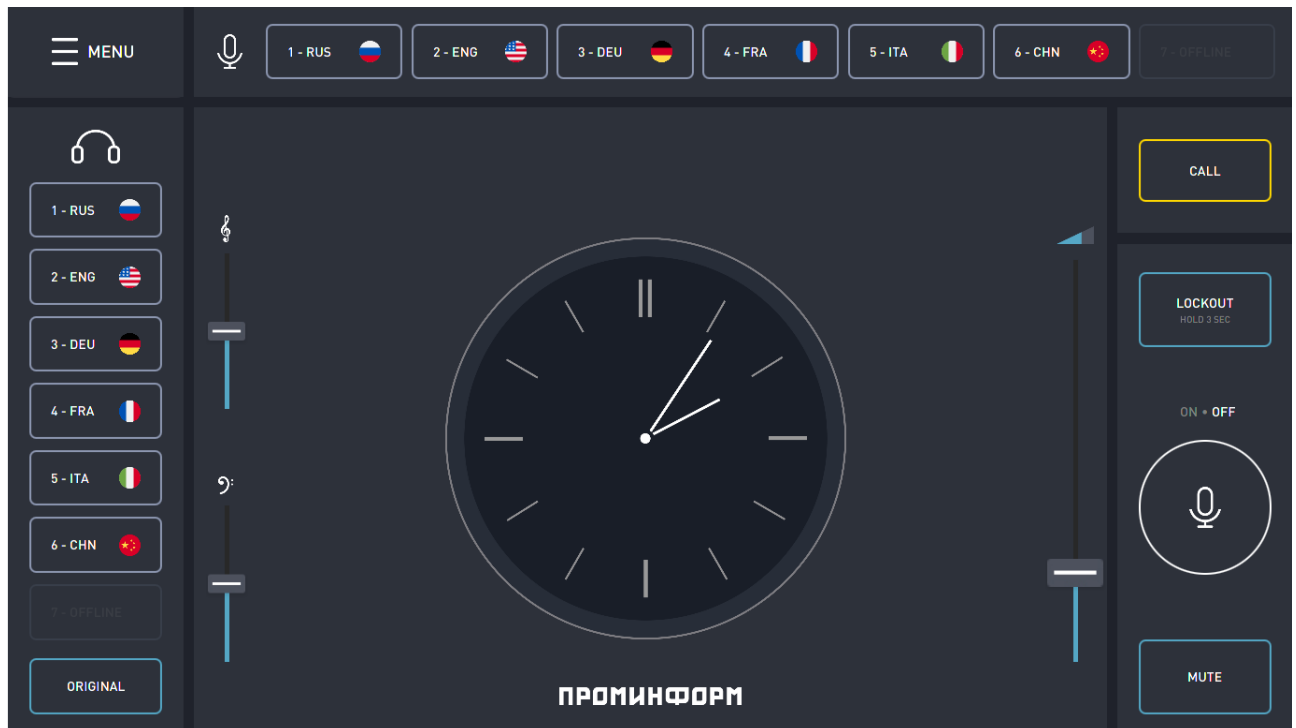 MENU
1 - RUS
2 - ENG
3 - DEU
4 - FRA
5 - ITA
6 - CHN
7 - OFFLINE
1 - RUS
2 - ENG
3 - DEU
4 - FRA
5 - ITA
6 - CHN
7 - OFFLINE
ORIGINAL
ПРОМИНФОРМ
CALL
LOCKOUT
HOLD 3 SEC
ON • OFF
MUTE